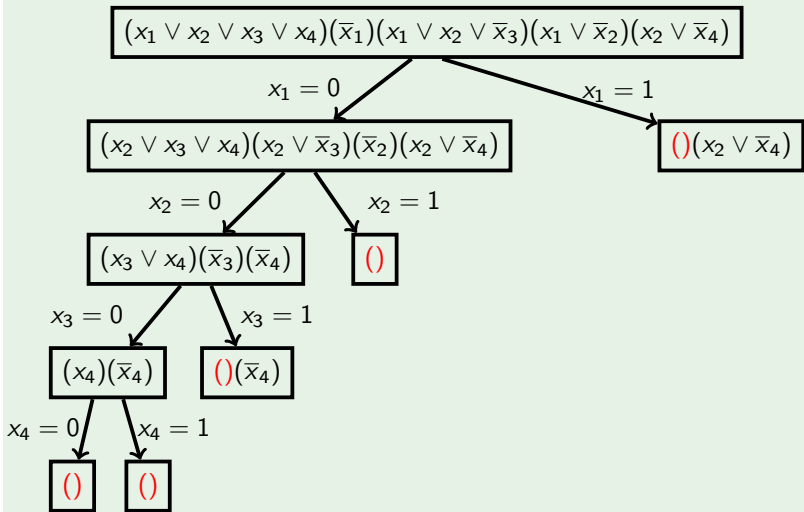 (x₁ ∨ x₂ ∨ x₃ ∨ x₄)(x̅₁)(x₁ ∨ x₂ ∨ x̅₃)(x₁ ∨ x̅₂)(x₂ ∨ x̅₄)
x₁ = 0
x₁ = 1
(x₂ ∨ x₃ ∨ x₄)(x₂ ∨ x̅₃)(x̅₂)(x₂ ∨ x̅₄)
()(x₂ ∨ x̅₄)
x₂ = 0
x₂ = 1
(x₃ ∨ x₄)(x̅₃)(x̅₄)
()
x₃ = 0
x₃ = 1
(x₄)(x̅₄)
()(x̅₄)
x₄ = 0
x₄ = 1
()
()